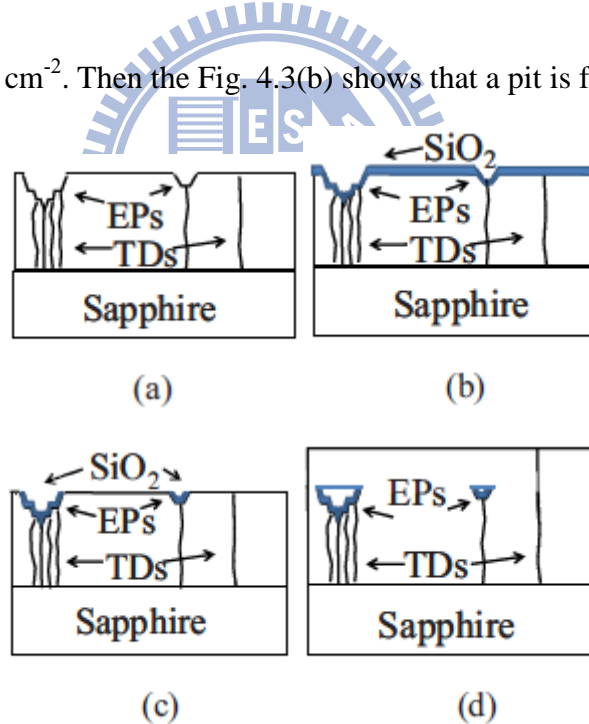 cm⁻². Then the Fig. 4.3(b) shows that a pit is f
ES
EPs
TDs
Sapphire
(a)
SiO₂
EPs
TDs
Sapphire
(b)
SiO₂
EPs
TDs
Sapphire
(c)
EPs
TDs
Sapphire
(d)